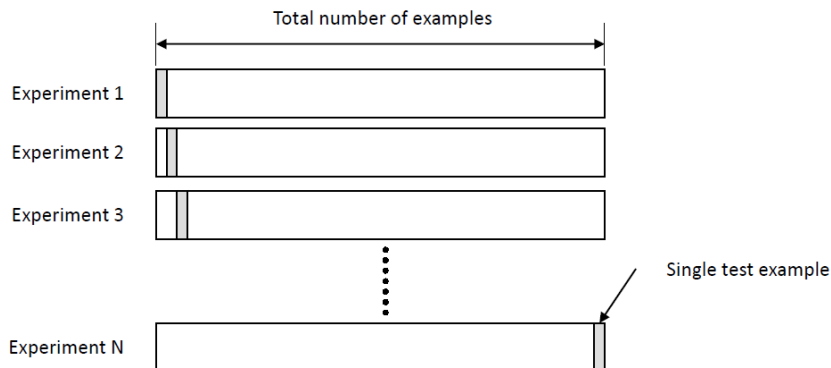 Total number of examples
Experiment 1
Experiment 2
Experiment 3
Single test example
Experiment N